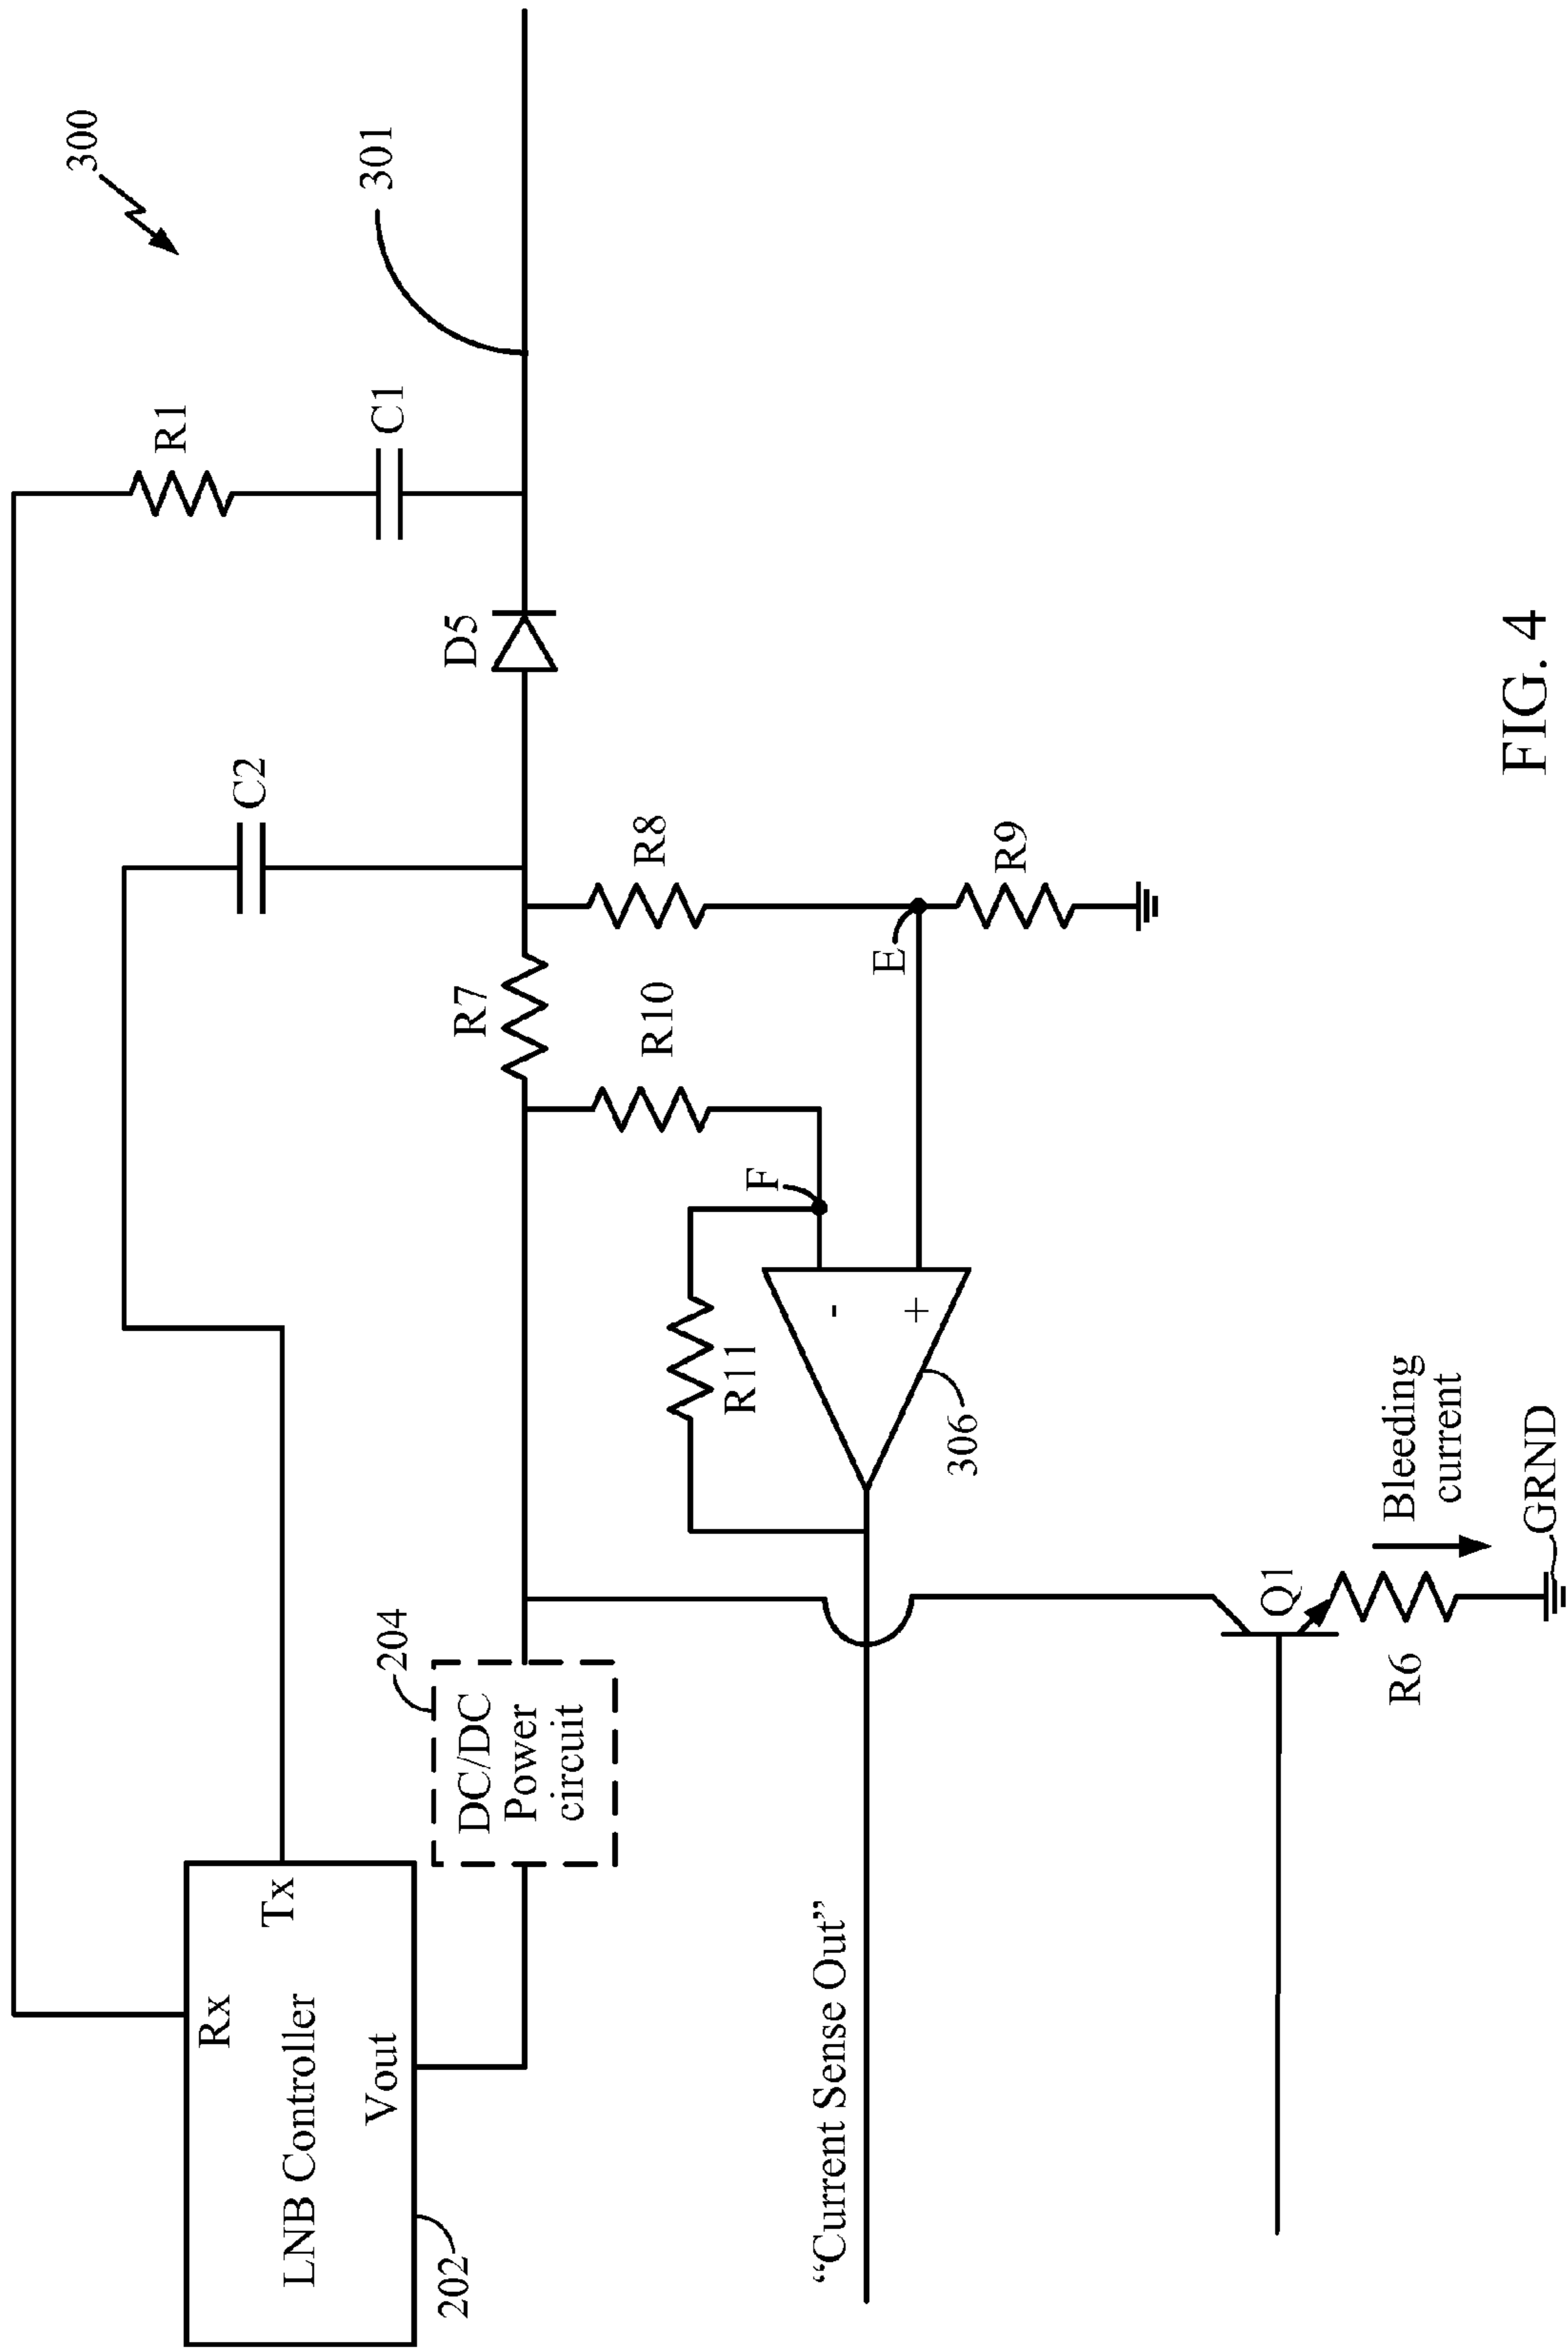 300
301
R1
C1
D5
C2
R7
R8
R9
R10
E
F
R11
-
+
306
204
DC/DC
Power
circuit
Rx
Tx
LNB Controller
Vout
202
“Current Sense Out”
Q1
R6
Bleeding
current
GRND
FIG. 4